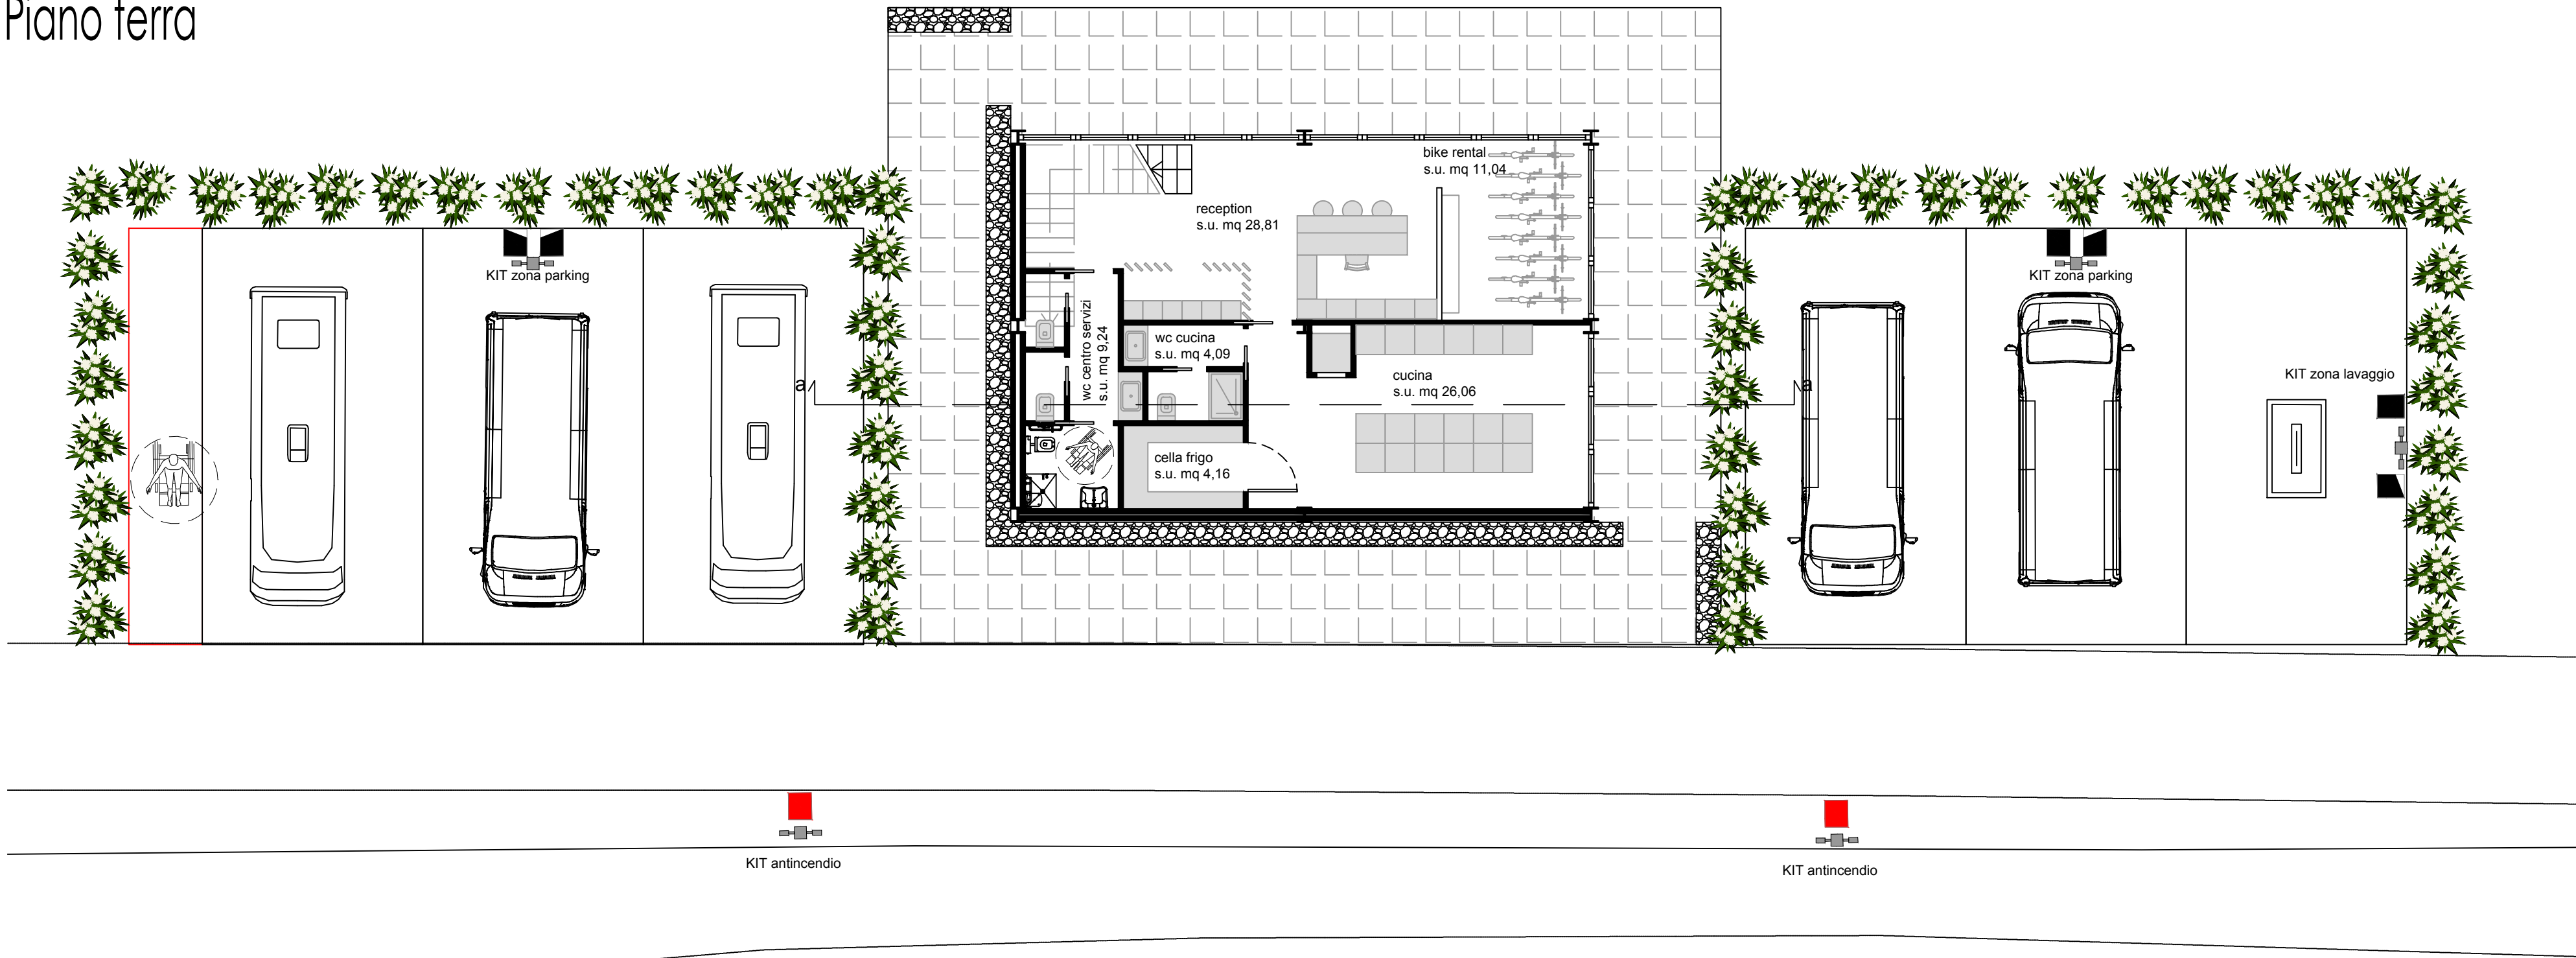 Piano terra
bike rental
s.u. mq 11,04
reception
s.u. mq 28,81
KIT zona parking
KIT zona parking
wc centro servizi
s.u. mq 9,24
wc cucina
s.u. mq 4,09
cucina
s.u. mq 26,06
KIT zona lavaggio
a
a
cella frigo
s.u. mq 4,16
KIT antincendio
KIT antincendio